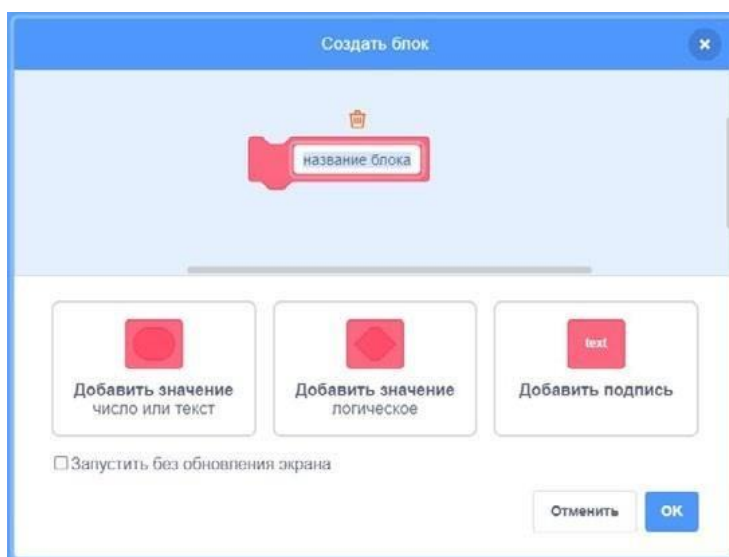 Создать блок
название блока
text
Добавить значение
число или текст
Добавить значение
логическое
Добавить подпись
Запустить без обновления экрана
Отменить
OK